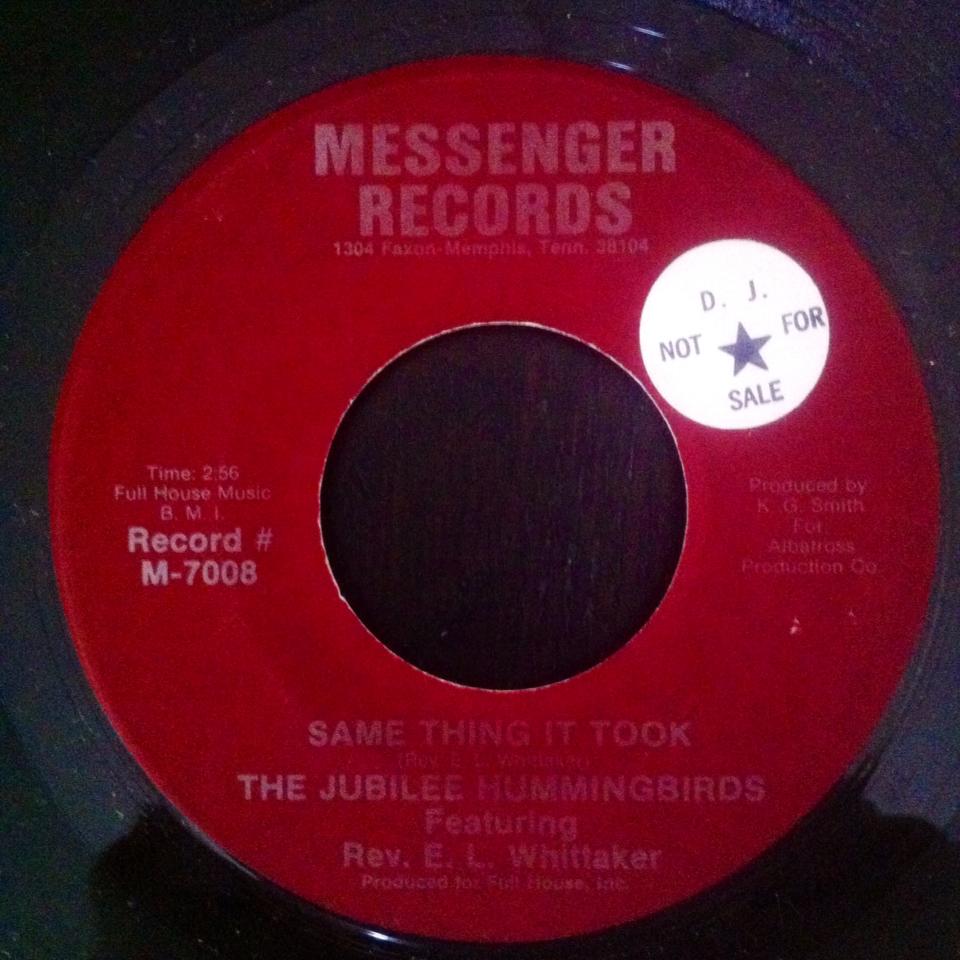 MESSENGER
RECORDS
1304 Faxon-Memphis, Tenn. 38104
D. J.
NOT FOR
SALE
Time: 2:56
Full House Music
B. M. I.
Record #
M-7008
Produced by
K. G. Smith
For
Albatross
Production Co.
SAME THING IT TOOK
(Rev. E. L. Whittaker)
THE JUBILEE HUMMINGBIRDS
Featuring
Rev. E. L. Whittaker
Produced for Full House, Inc.